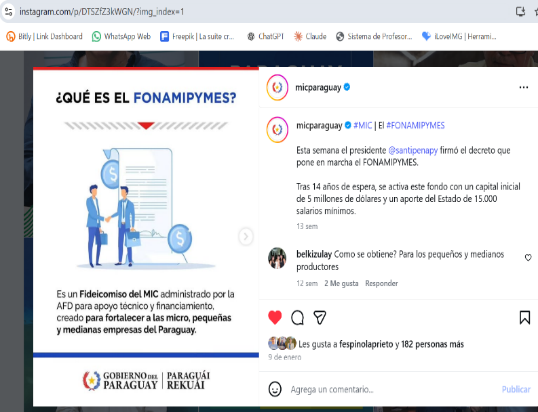 instagram.com/p/DTSZfZ3kWGN/?img_index=1
Bitly | Link Dashboard
WhatsApp Web
Freepik | La suite cr...
ChatGPT
Claude
Sistema de Profesor...
iLoveIMG | Herrami...
¿QUÉ ES EL FONAMIPYMES?
Es un Fideicomiso del MIC administrado por la
AFD para apoyo técnico y financiamiento,
creado para fortalecer a las micro, pequeñas
y medianas empresas del Paraguay.
GOBIERNO DEL PARAGUAY
PARAGUÁI REKUÁI
micparaguay
micparaguay #MIC | El #FONAMIPYMES
Esta semana el presidente @santipenapy firmó el decreto que
pone en marcha el FONAMIPYMES.
Tras 14 años de espera, se activa este fondo con un capital inicial
de 5 millones de dólares y un aporte del Estado de 15.000
salarios mínimos.
13 sem
belkizulay Como se obtiene? Para los pequeños y medianos
productores
12 sem 2 Me gusta Responder
Les gusta a fespinolaprieto y 182 personas más
9 de enero
Agrega un comentario...
Publicar